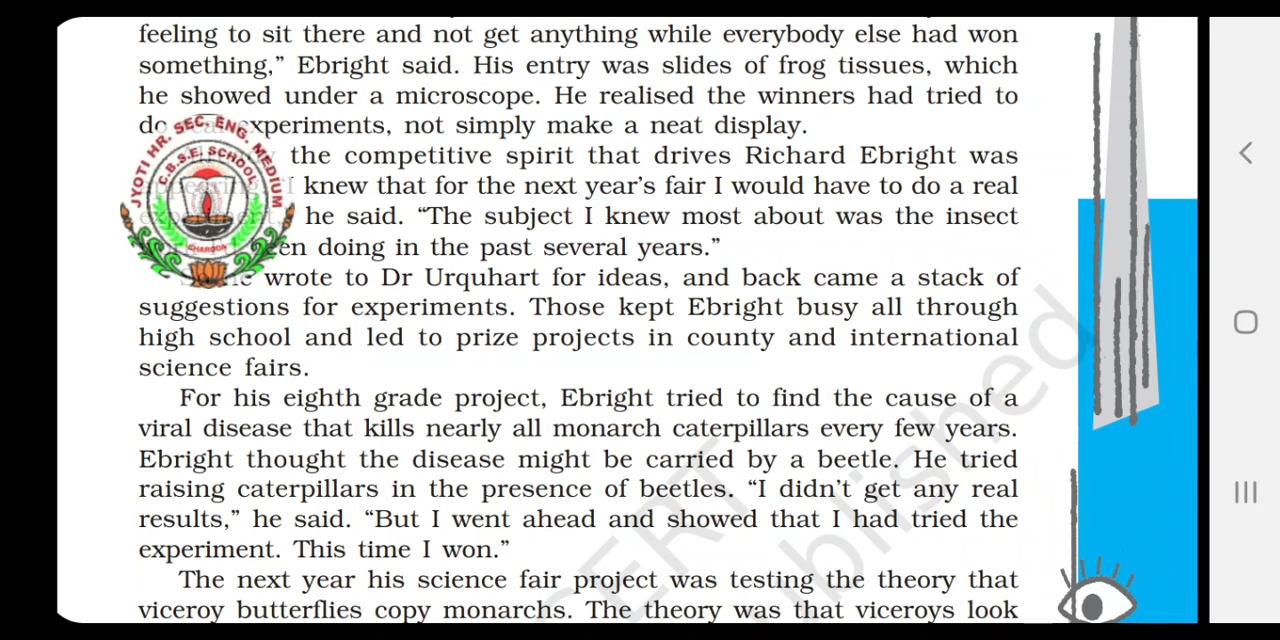 feeling to sit there and not get anything while everybody else had won
something,” Ebright said. His entry was slides of frog tissues, which
he showed under a microscope. He realised the winners had tried to
do experiments, not simply make a neat display.
the competitive spirit that drives Richard Ebright was
I knew that for the next year’s fair I would have to do a real
he said. “The subject I knew most about was the insect
doing in the past several years.”
wrote to Dr Urquhart for ideas, and back came a stack of
suggestions for experiments. Those kept Ebright busy all through
high school and led to prize projects in county and international
science fairs.
For his eighth grade project, Ebright tried to find the cause of a
viral disease that kills nearly all monarch caterpillars every few years.
Ebright thought the disease might be carried by a beetle. He tried
raising caterpillars in the presence of beetles. “I didn’t get any real
results,” he said. “But I went ahead and showed that I had tried the
experiment. This time I won.”
The next year his science fair project was testing the theory that
viceroy butterflies copy monarchs. The theory was that viceroys look
JYOTI HR. SEC. ENG. MEDIUM
C.B.S.E. SCHOOL
GHARODA